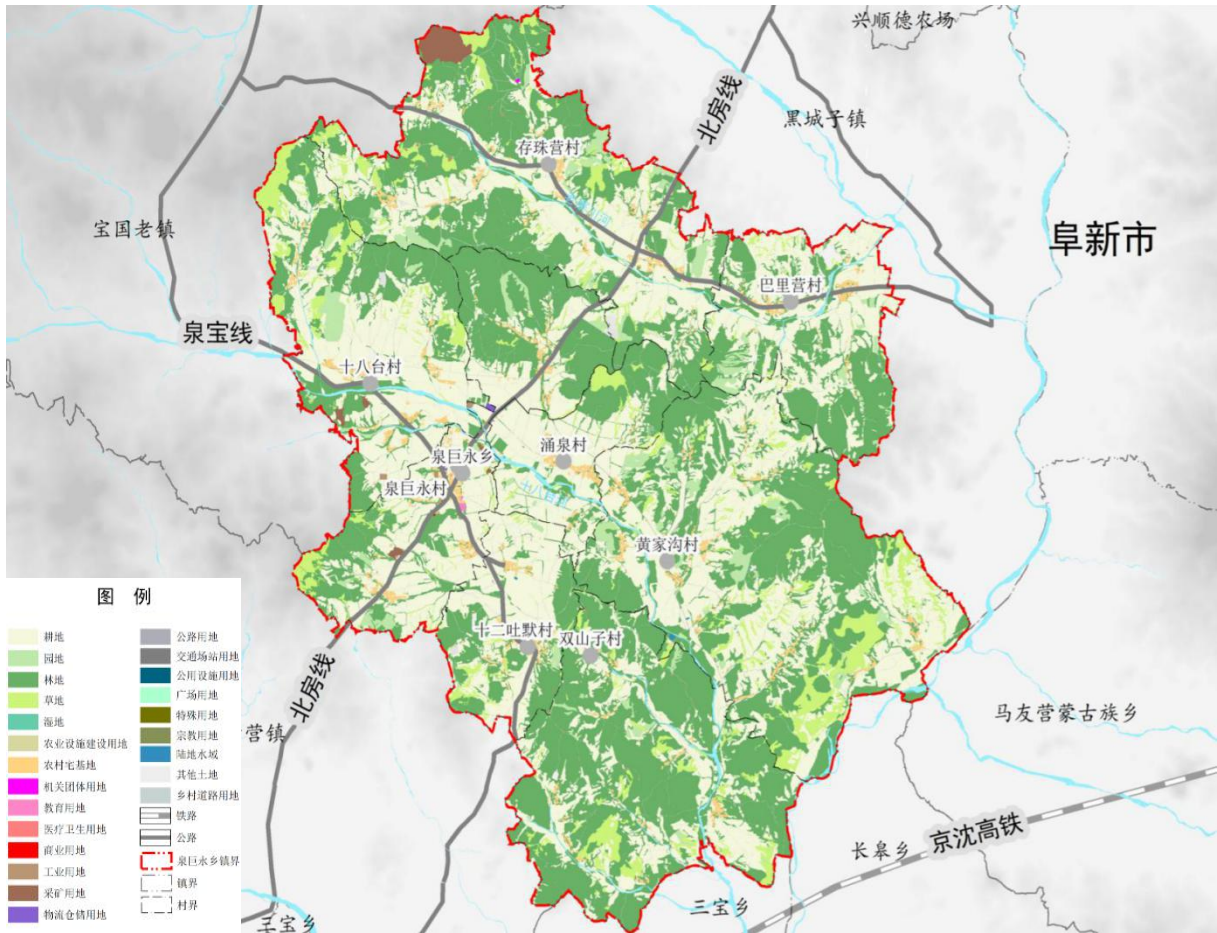 兴顺德农场
北房线
黑城子镇
存珠营村
宝国老镇
阜新市
巴里营村
泉宝线
十八台村
涌泉村
泉巨永乡
泉巨永村
黄家沟村
十二吐默村
双山子村
北房线
营镇
马友营蒙古族乡
京沈高铁
长皋乡
三宝乡
三宝乡
图 例
耕地
园地
林地
草地
湿地
农业设施建设用地
农村宅基地
机关团体用地
教育用地
医疗卫生用地
商业用地
工业用地
采矿用地
物流仓储用地
公路用地
交通场站用地
公用设施用地
广场用地
特殊用地
宗教用地
陆地水域
其他土地
乡村道路用地
铁路
公路
泉巨永乡镇界
镇界
村界